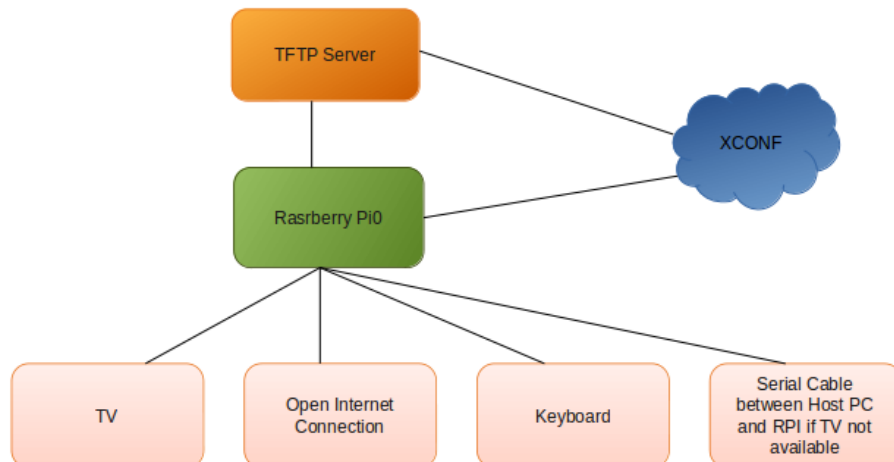 TFTP Server
XCONF
Rasrberry Pi0
TV
Open Internet
Connection
Keyboard
Serial Cable
between Host PC
and RPI if TV not
available